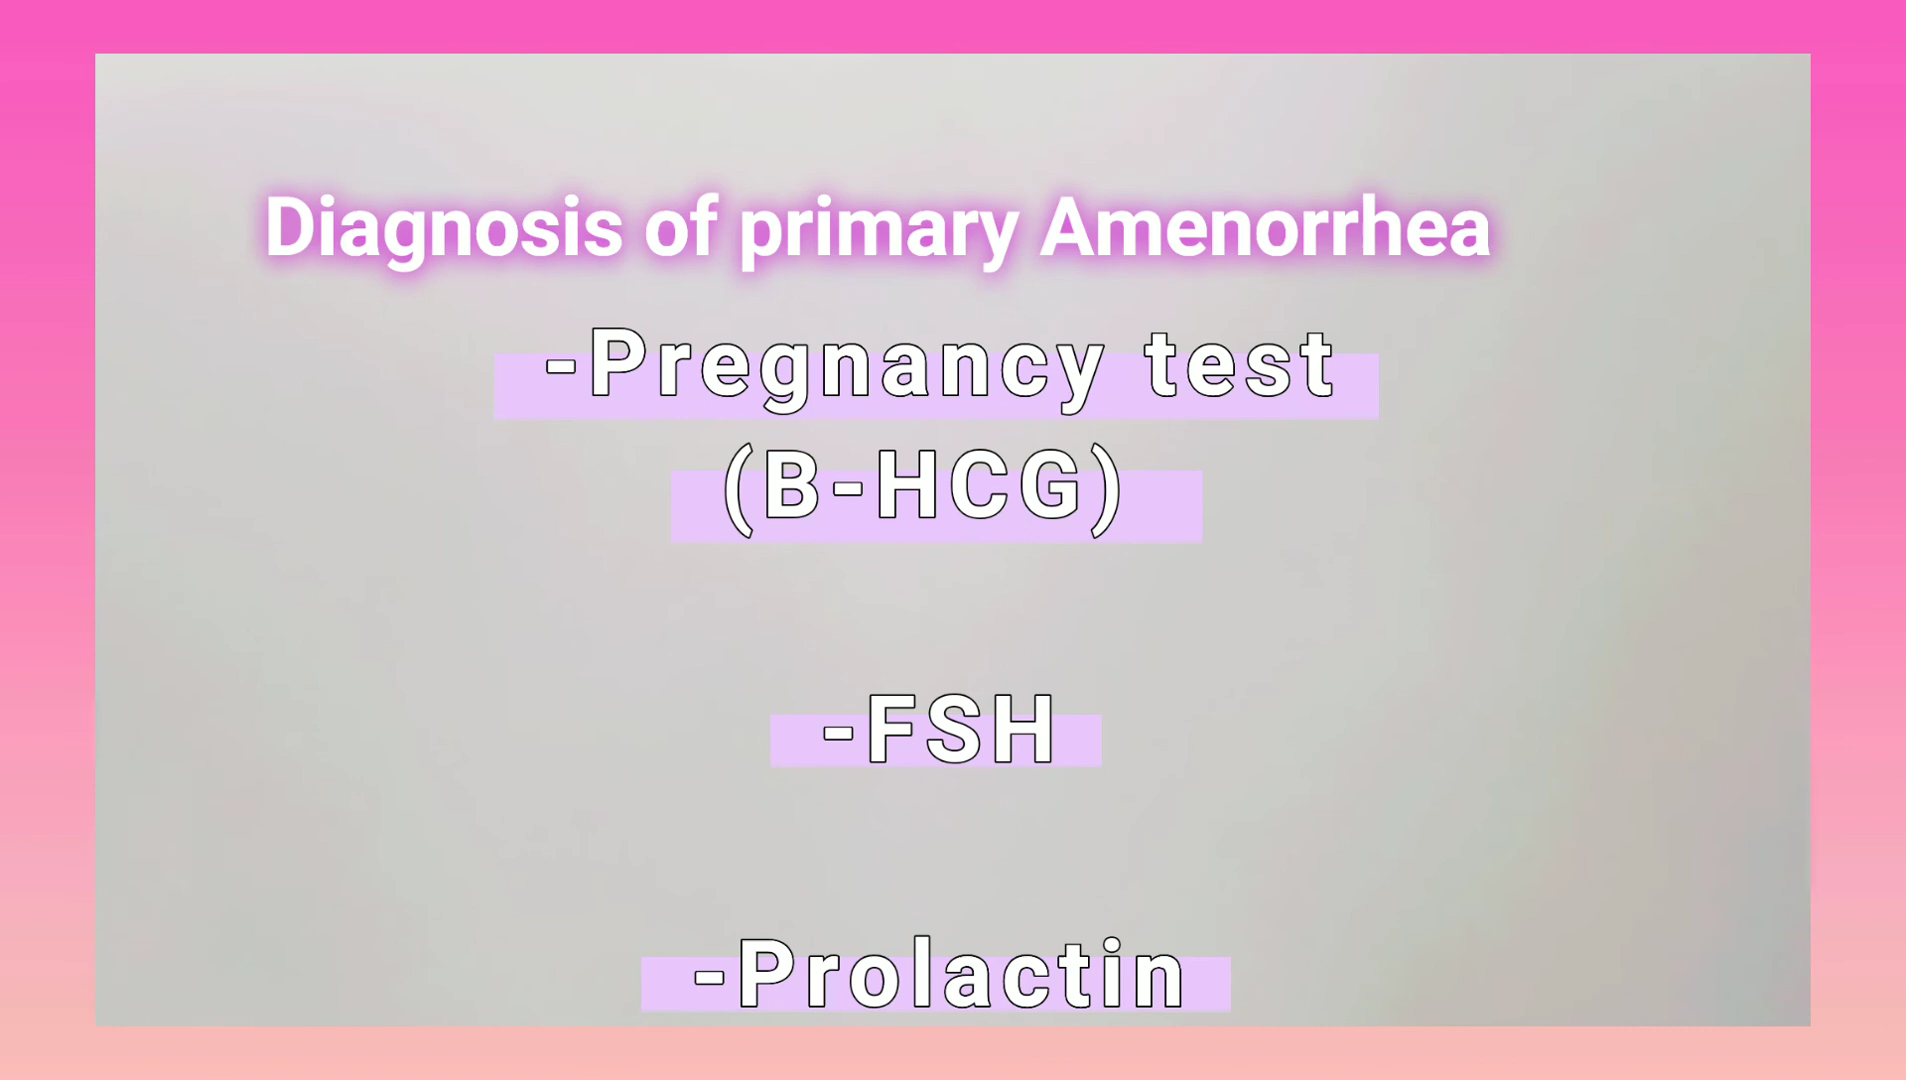 Diagnosis of primary Amenorrhea
-Pregnancy test
(B-HCG)
-FSH
-Prolactin